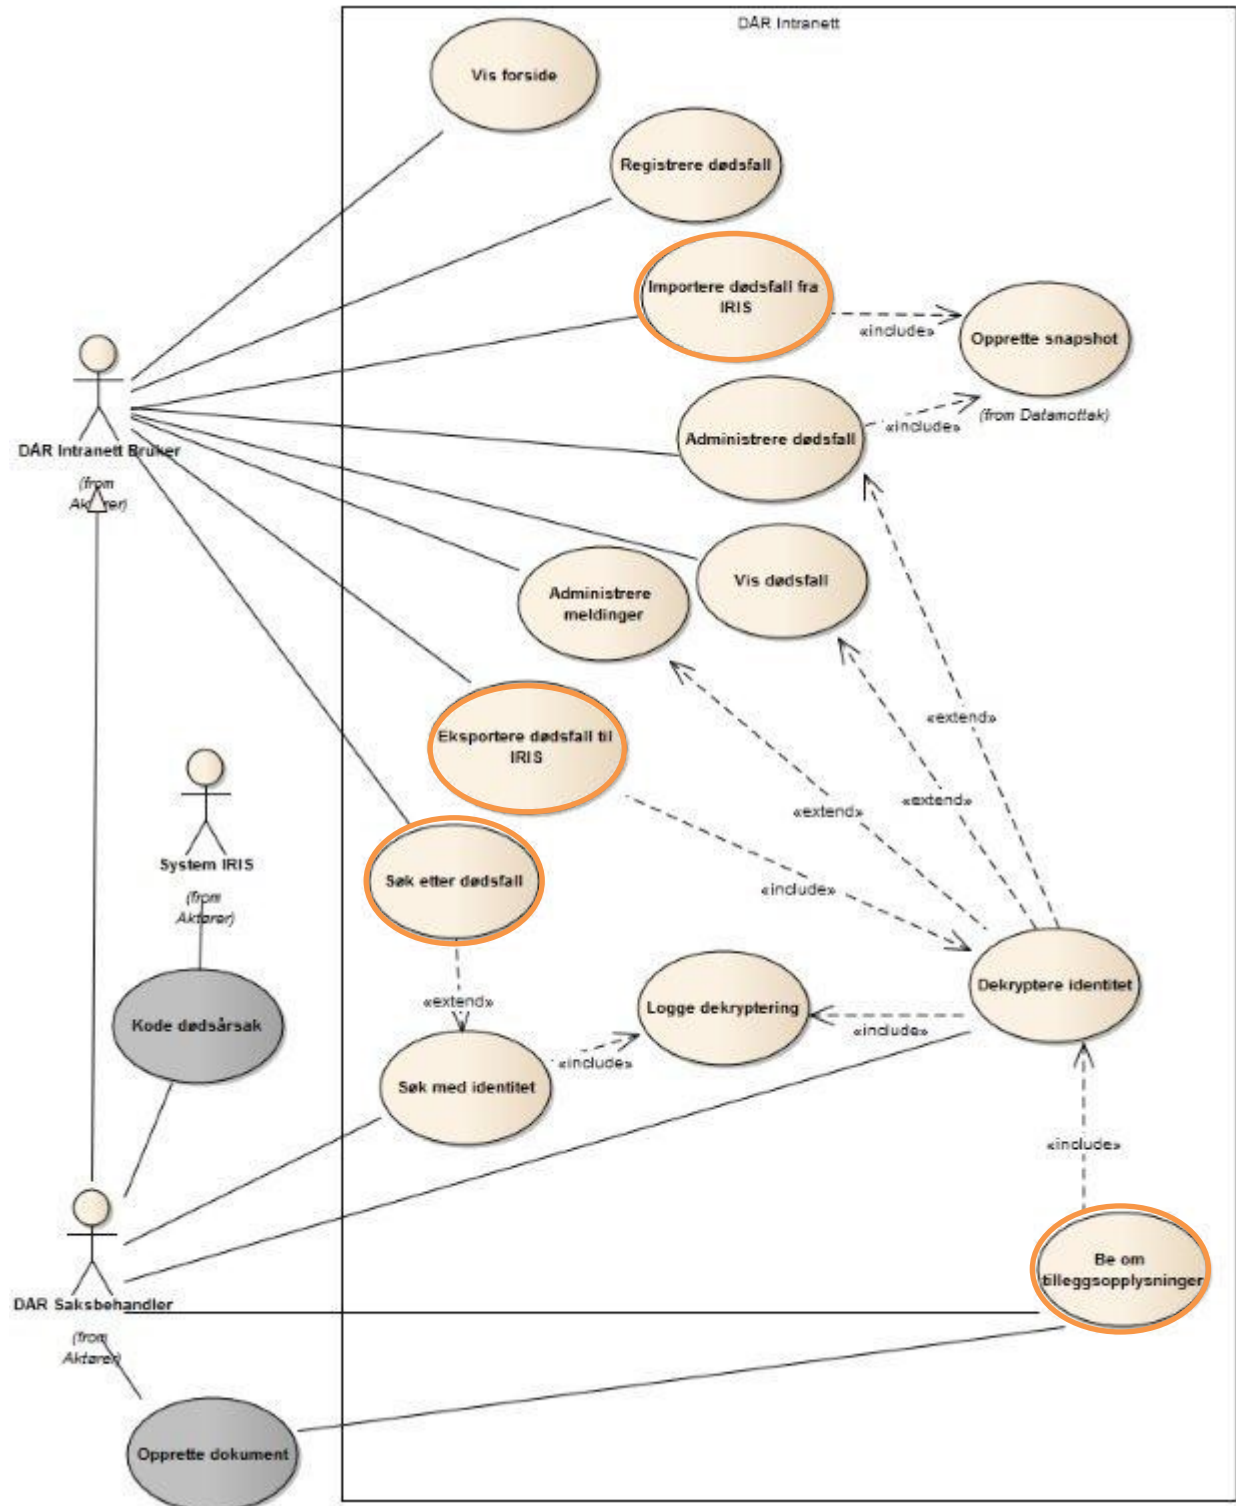 DÅR Intranett
Vis forside
Registrere dødsfall
Importere dødsfall fra
IRIS
«include»
Opprette snapshot
(from Datamottak)
Administrere dødsfall
«include»
DÅR Intranett Bruker
(from
Aktører)
Administrere
meldinger
Vis dødsfall
«extend»
Eksportere dødsfall til
IRIS
«extend»
«extend»
System IRIS
(from
Aktører)
Søk etter dødsfall
«include»
Kode dødsårsak
«extend»
Logge dekryptering
Dekryptere identitet
«include»
Søk med identitet
«include»
«include»
DÅR Saksbehandler
(from
Aktører)
Be om
tilleggsopplysninger
Opprette dokument